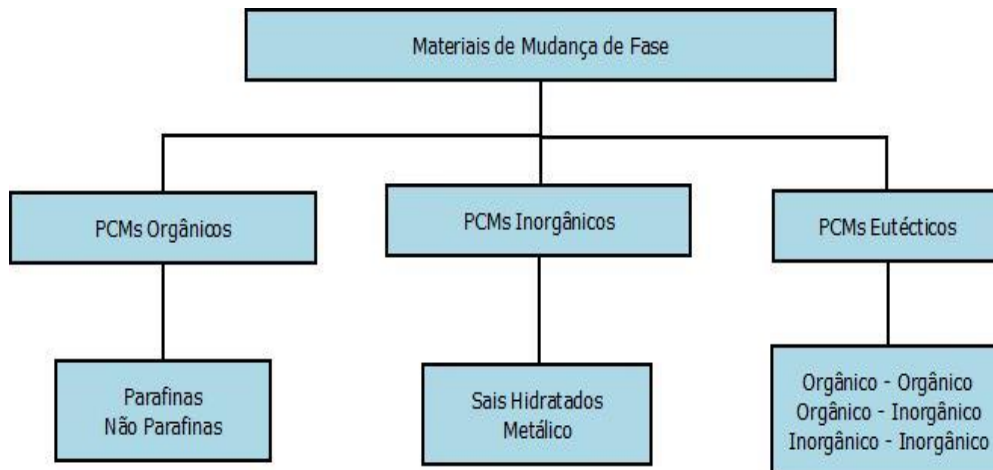 Materiais de Mudança de Fase
PCMs Orgânicos
PCMs Inorgânicos
PCMs Eutécticos
Parafinas
Não Parafinas
Sais Hidratados
Metálico
Orgânico - Orgânico
Orgânico - Inorgânico
Inorgânico - Inorgânico